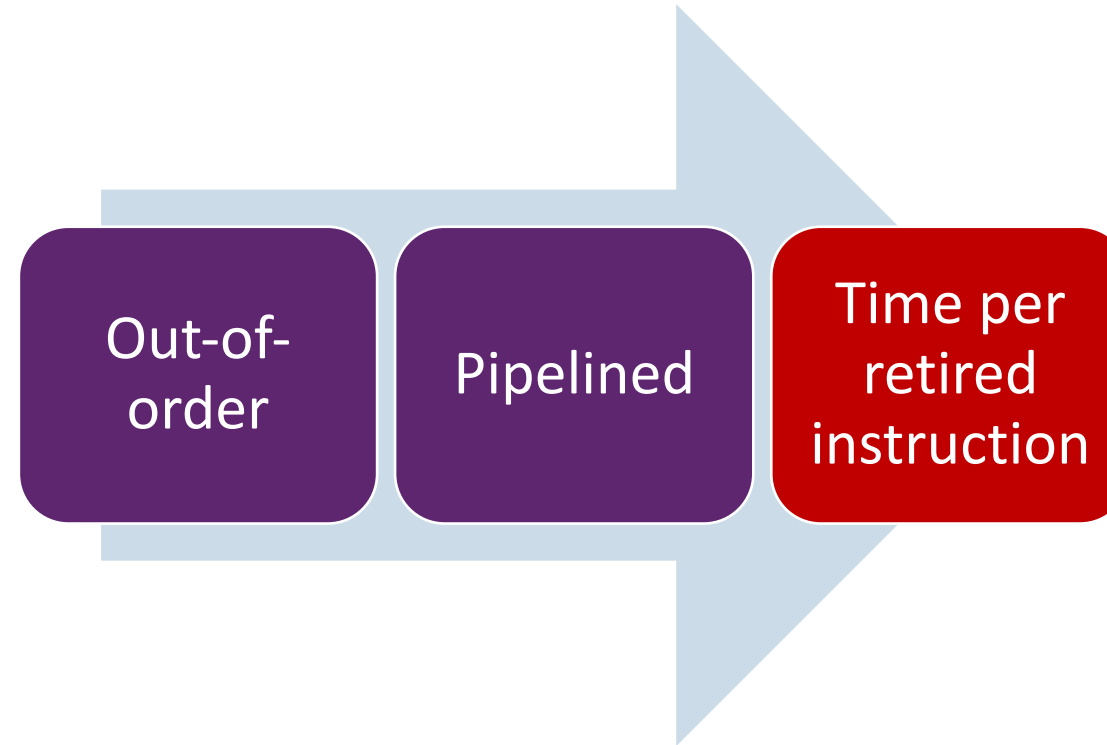 Out-of-
order
Pipelined
Time per
retired
instruction